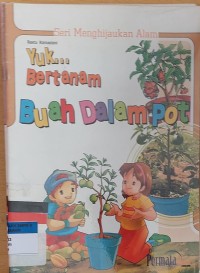 Seri Menghijaukan Alam
Yuk...
Bertanam
Buah Dalam Pot
Permata